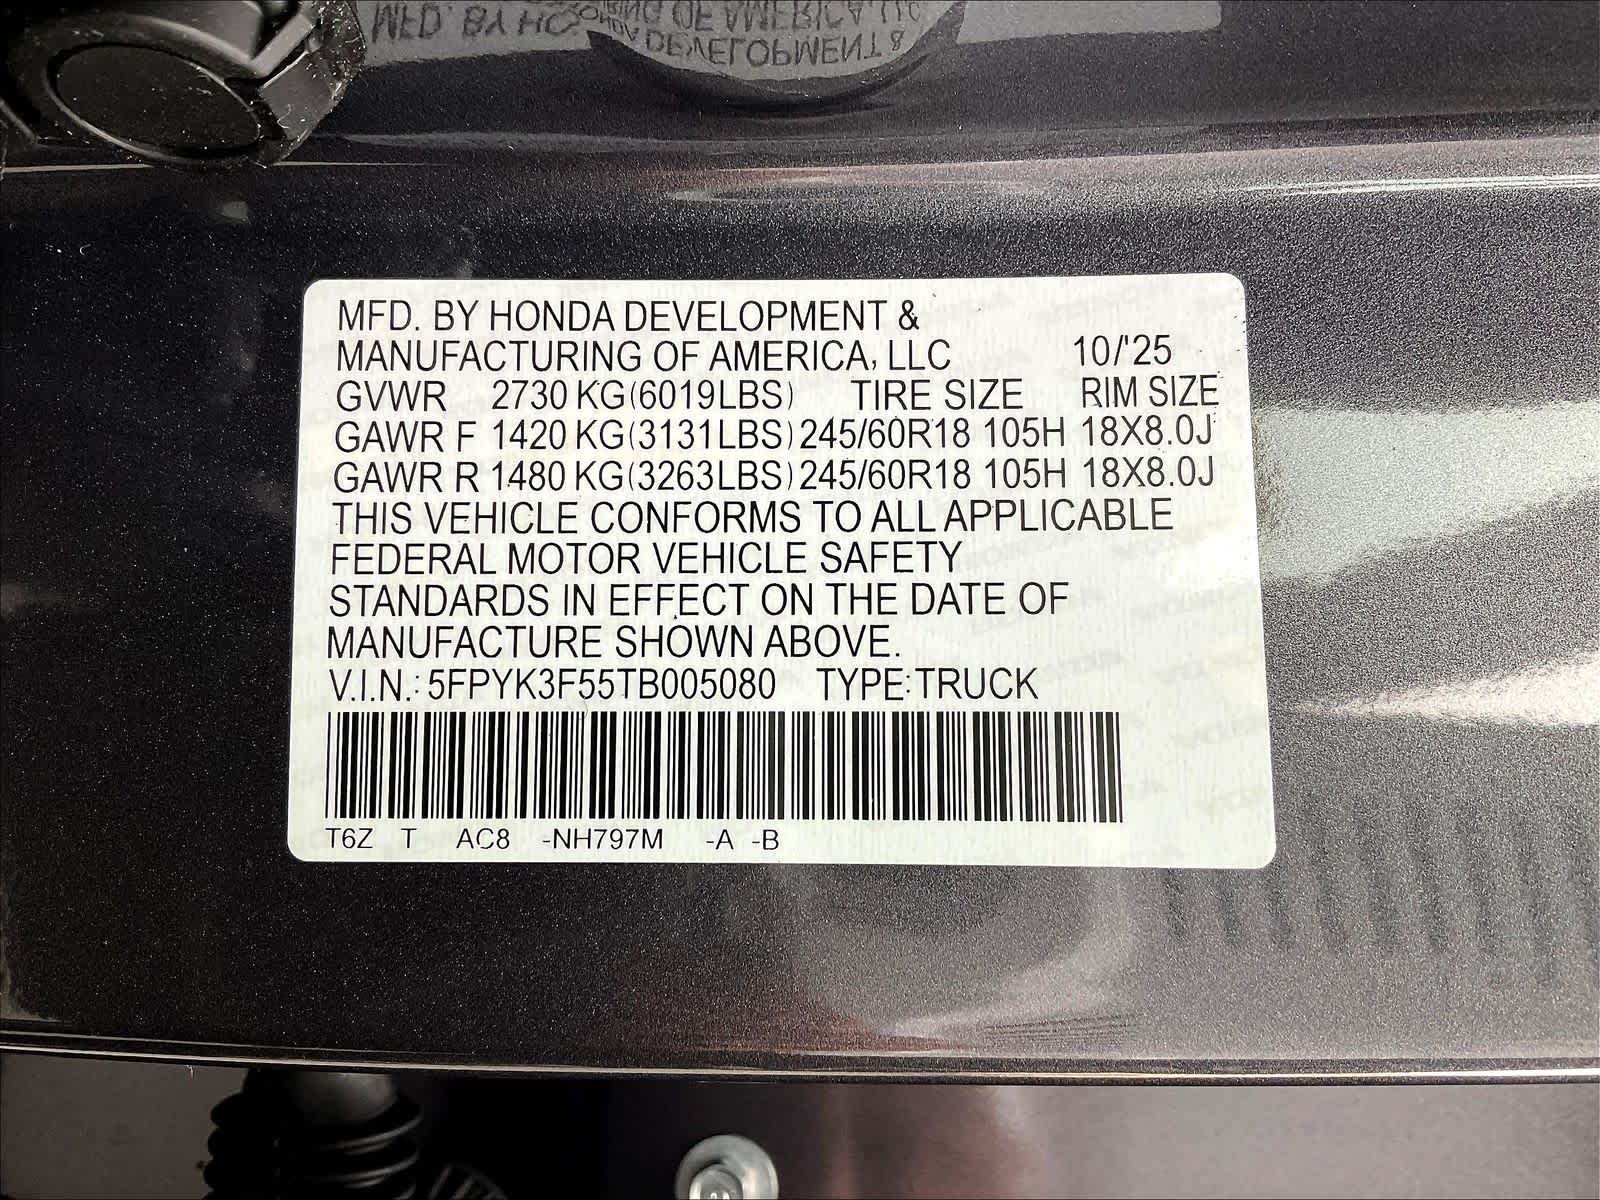 MFD. BY HONDA DEVELOPMENT &
MANUFACTURING OF AMERICA, LLC 10/'25
GVWR 2730 KG(6019LBS) TIRE SIZE RIM SIZE
GAWR F 1420 KG(3131LBS) 245/60R18 105H 18X8.0J
GAWR R 1480 KG(3263LBS) 245/60R18 105H 18X8.0J
THIS VEHICLE CONFORMS TO ALL APPLICABLE
FEDERAL MOTOR VEHICLE SAFETY
STANDARDS IN EFFECT ON THE DATE OF
MANUFACTURE SHOWN ABOVE.
V.I.N.: 5FPYK3F55TB005080 TYPE:TRUCK
T6Z T AC8 -NH797M -A -B